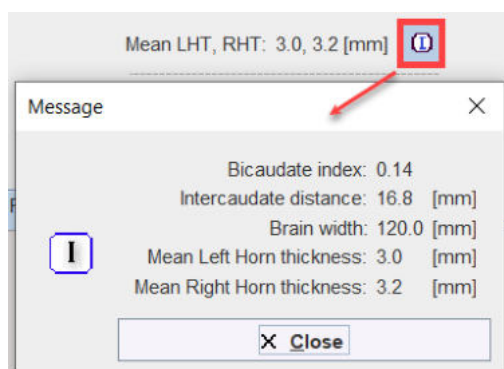 Mean LHT, RHT: 3.0, 3.2 [mm] I
Message ×
Bicaudate index: 0.14
Intercaudate distance: 16.8 [mm]
Brain width: 120.0 [mm]
I
Mean Left Horn thickness: 3.0 [mm]
Mean Right Horn thickness: 3.2 [mm]
X Close